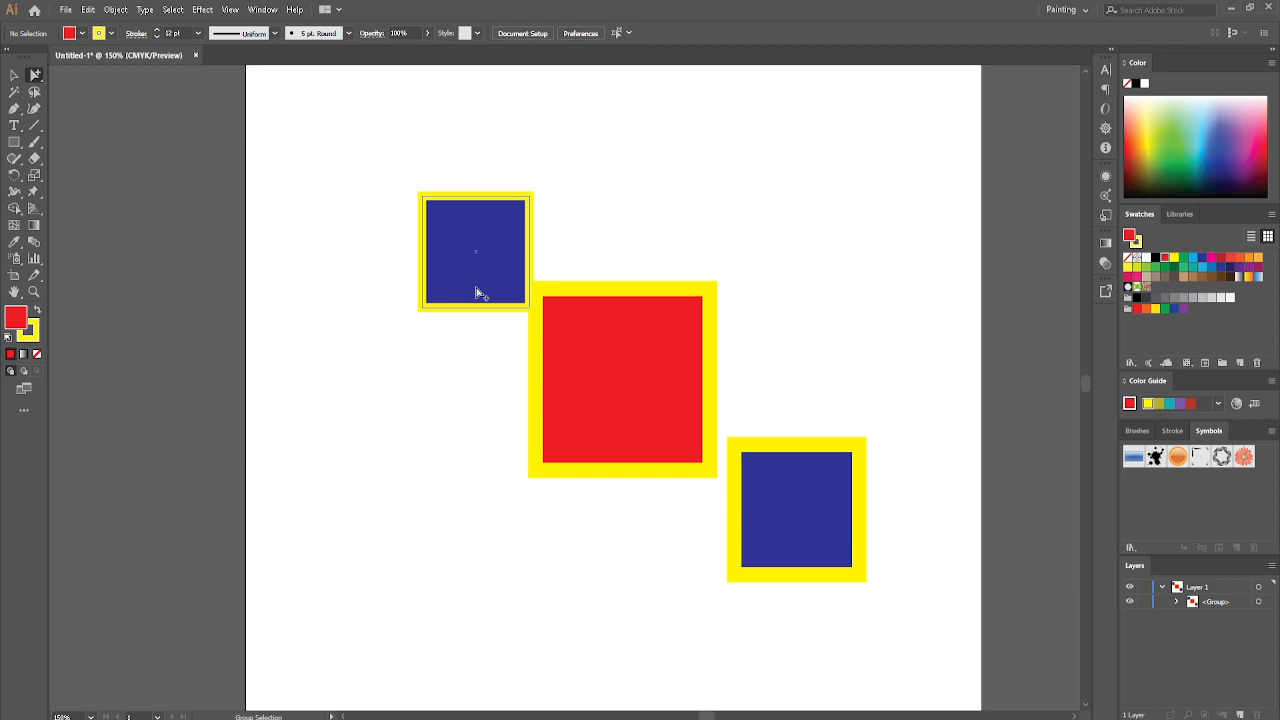 Ai File Edit Object Type Select Effect View Window Help Painting Search Adobe Stock
No Selection Stroke: 12 pt Uniform 5 pt. Round Opacity: 100% Style: Document Setup Preferences
Untitled-1* @ 150% (CMYK/Preview)
Color
Swatches Libraries
Color Guide
Brushes Stroke Symbols
Layers
Layer 1
<Group>
150% 1 Group Selection 1 Layer